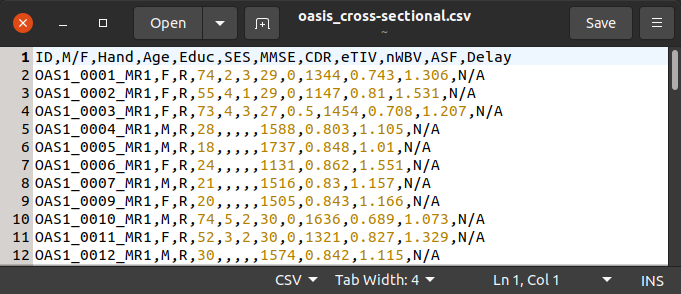 Open
oasis_cross-sectional.csv
~
Save
1 ID,M/F,Hand,Age,Educ,SES,MMSE,CDR,eTIV,nWBV,ASF,Delay
2 OAS1_0001_MR1,F,R,74,2,3,29,0,1344,0.743,1.306,N/A
3 OAS1_0002_MR1,F,R,55,4,1,29,0,1147,0.81,1.531,N/A
4 OAS1_0003_MR1,F,R,73,4,3,27,0.5,1454,0.708,1.207,N/A
5 OAS1_0004_MR1,M,R,28,,,,,1588,0.803,1.105,N/A
6 OAS1_0005_MR1,M,R,18,,,,,1737,0.848,1.01,N/A
7 OAS1_0006_MR1,F,R,24,,,,,1131,0.862,1.551,N/A
8 OAS1_0007_MR1,M,R,21,,,,,1516,0.83,1.157,N/A
9 OAS1_0009_MR1,F,R,20,,,,,1505,0.843,1.166,N/A
10 OAS1_0010_MR1,M,R,74,5,2,30,0,1636,0.689,1.073,N/A
11 OAS1_0011_MR1,F,R,52,3,2,30,0,1321,0.827,1.329,N/A
12 OAS1_0012_MR1,M,R,30,,,,,1574,0.842,1.115,N/A
CSV Tab Width: 4 Ln 1, Col 1 INS